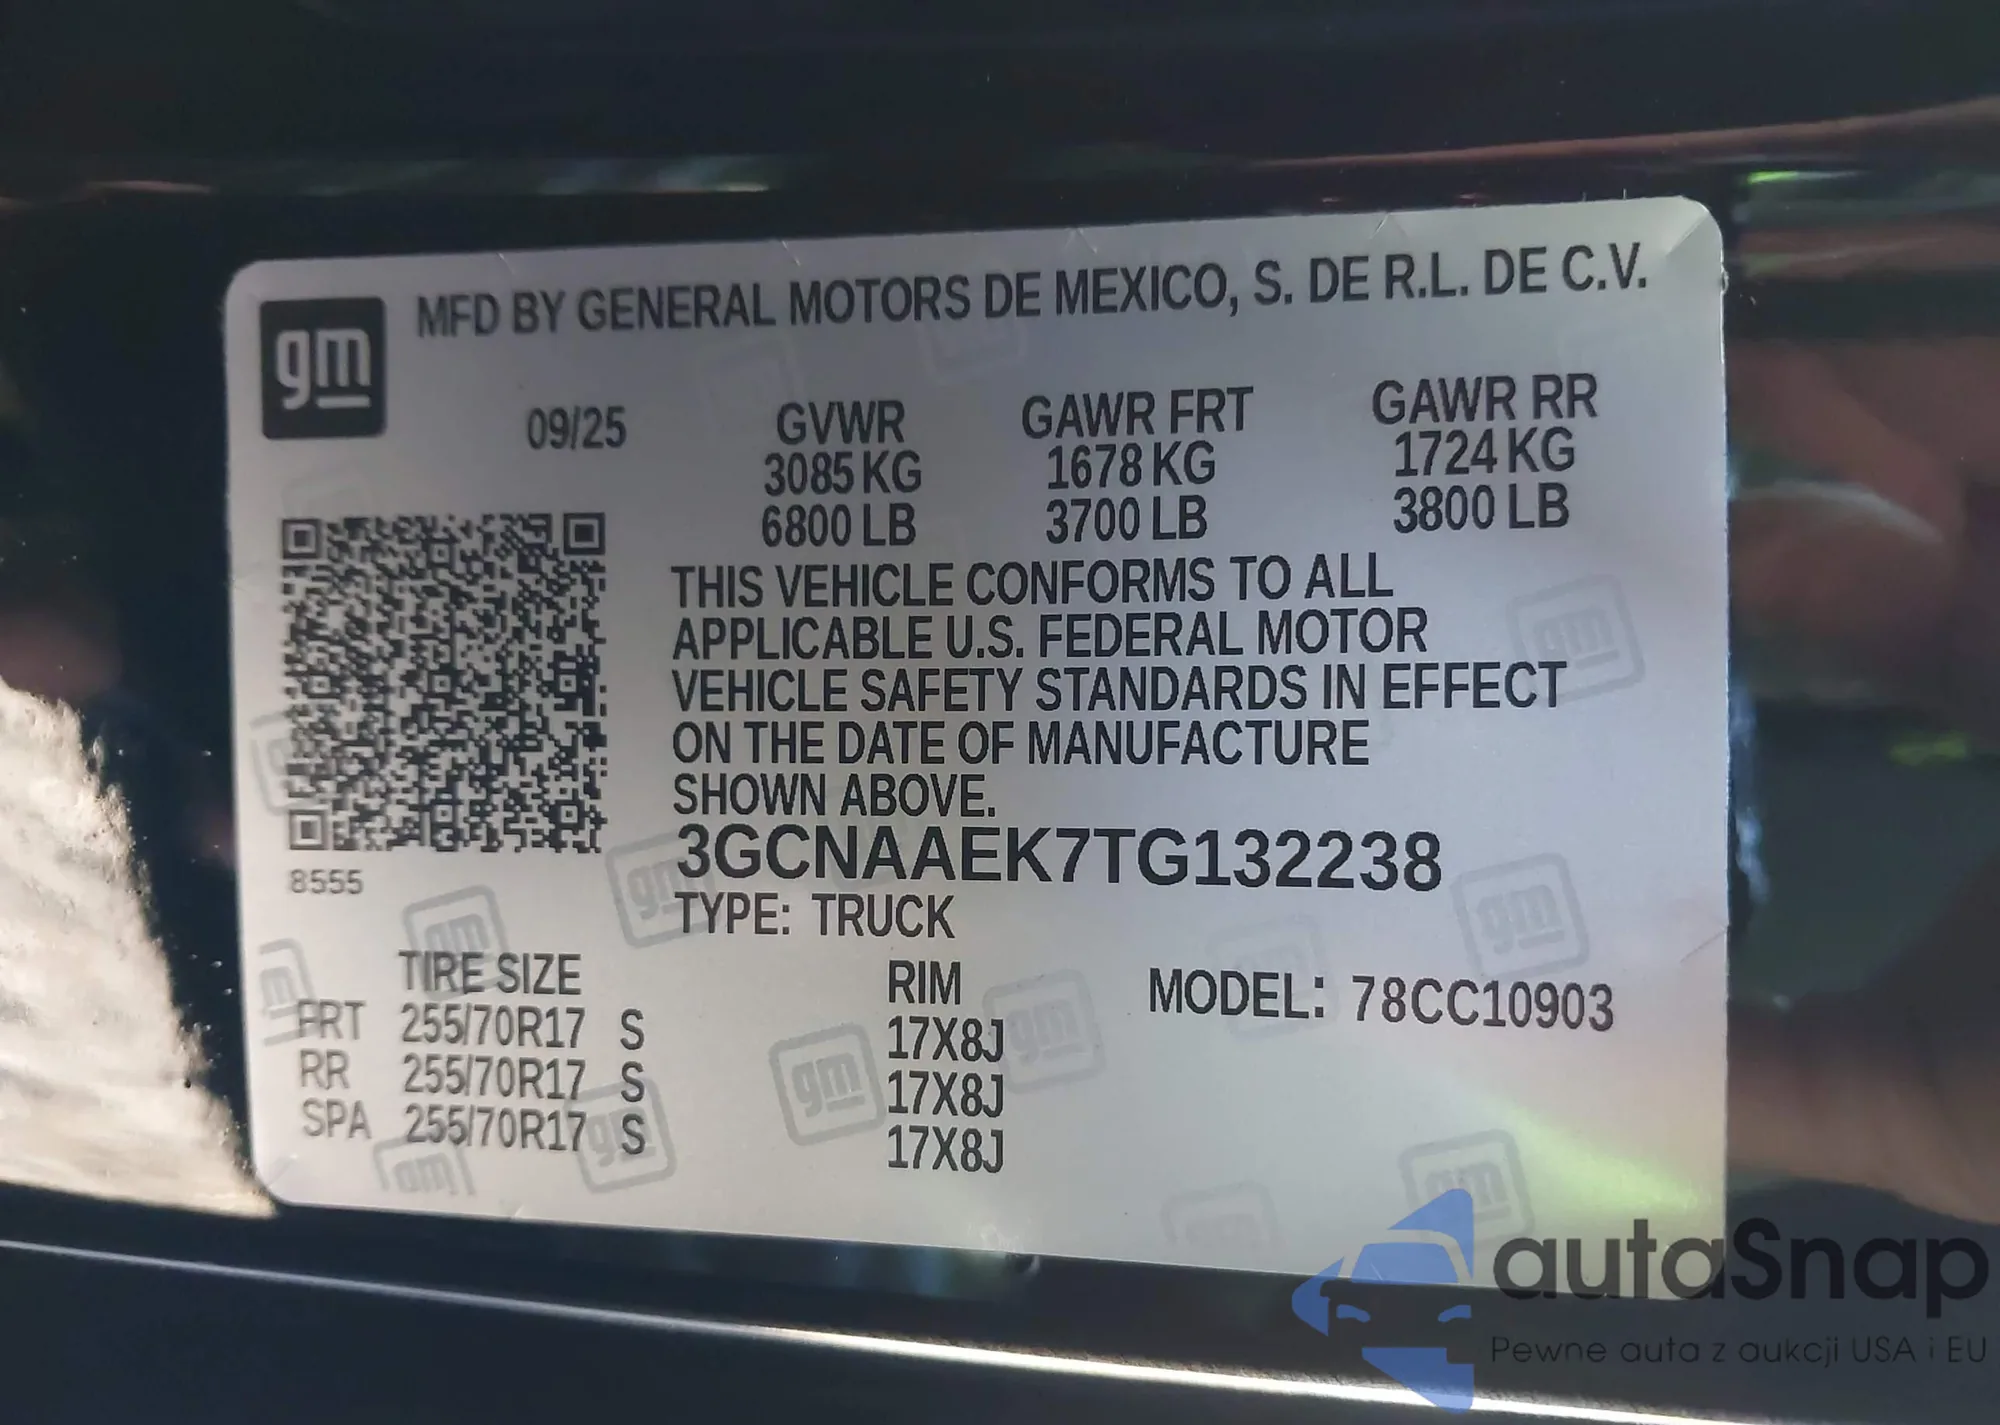 gm
MFD BY GENERAL MOTORS DE MEXICO, S. DE R.L. DE C.V.
09/25
GVWR GAWR FRT GAWR RR
3085 KG 1678 KG 1724 KG
6800 LB 3700 LB 3800 LB
THIS VEHICLE CONFORMS TO ALL
APPLICABLE U.S. FEDERAL MOTOR
VEHICLE SAFETY STANDARDS IN EFFECT
ON THE DATE OF MANUFACTURE
SHOWN ABOVE.
3GCNAAEK7TG132238
8555
TYPE: TRUCK
TIRE SIZE RIM MODEL: 78CC10903
FRT 255/70R17 S 17X8J
RR 255/70R17 S 17X8J
SPA 255/70R17 S 17X8J
autoSnap
Pewne auta z aukcji USA i EU